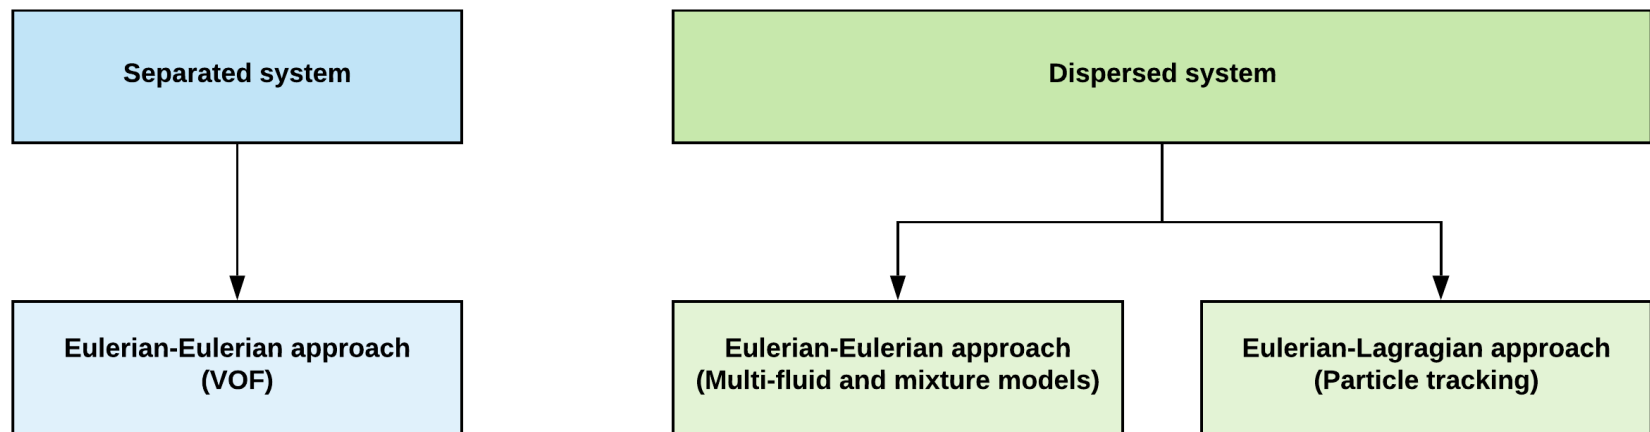 Separated system
Dispersed system
Eulerian-Eulerian approach
(VOF)
Eulerian-Eulerian approach
(Multi-fluid and mixture models)
Eulerian-Lagragian approach
(Particle tracking)